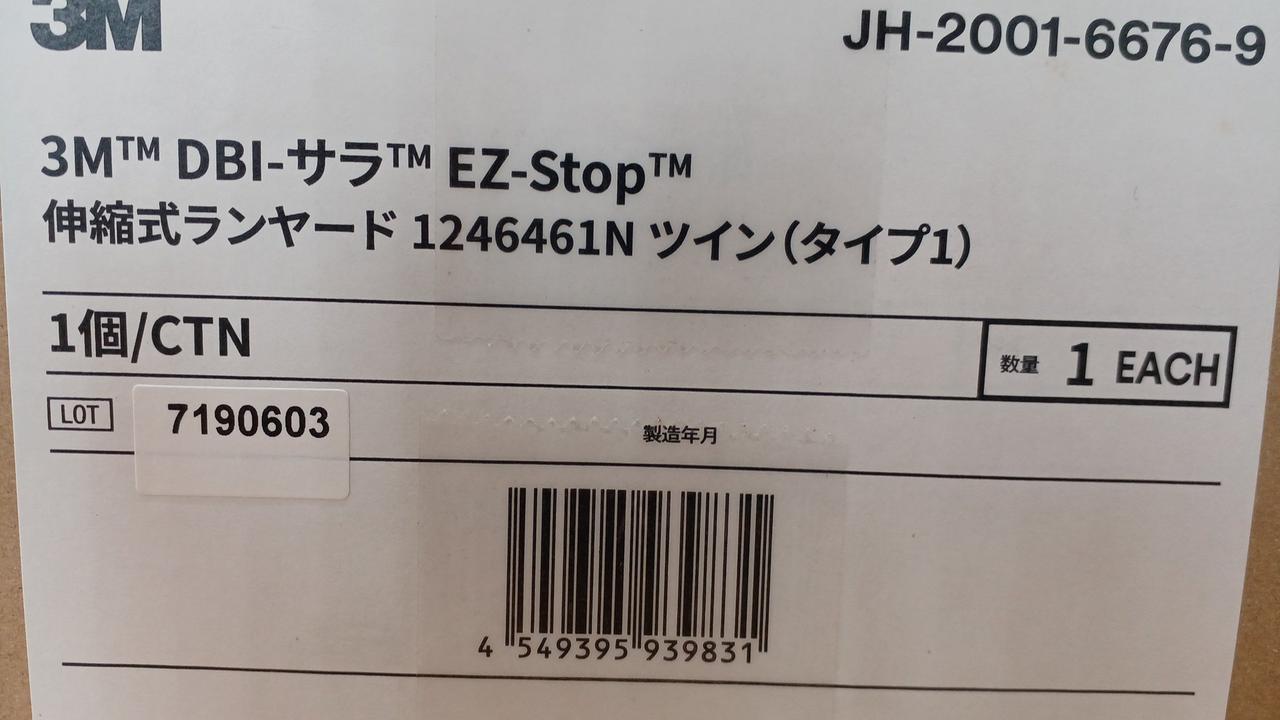 3M
JH-2001-6676-9
3M™ DBI-サラ™ EZ-Stop™
伸縮式ランヤード 1246461N ツイン(タイプ1)
1個/CTN
数量 1 EACH
LOT 7190603
製造年月
4 549395 939831